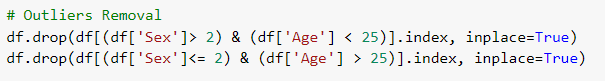 # Outliers Removal
df.drop(df[(df['Sex']> 2) & (df['Age'] < 25)].index, inplace=True)
df.drop(df[(df['Sex']<= 2) & (df['Age'] > 25)].index, inplace=True)